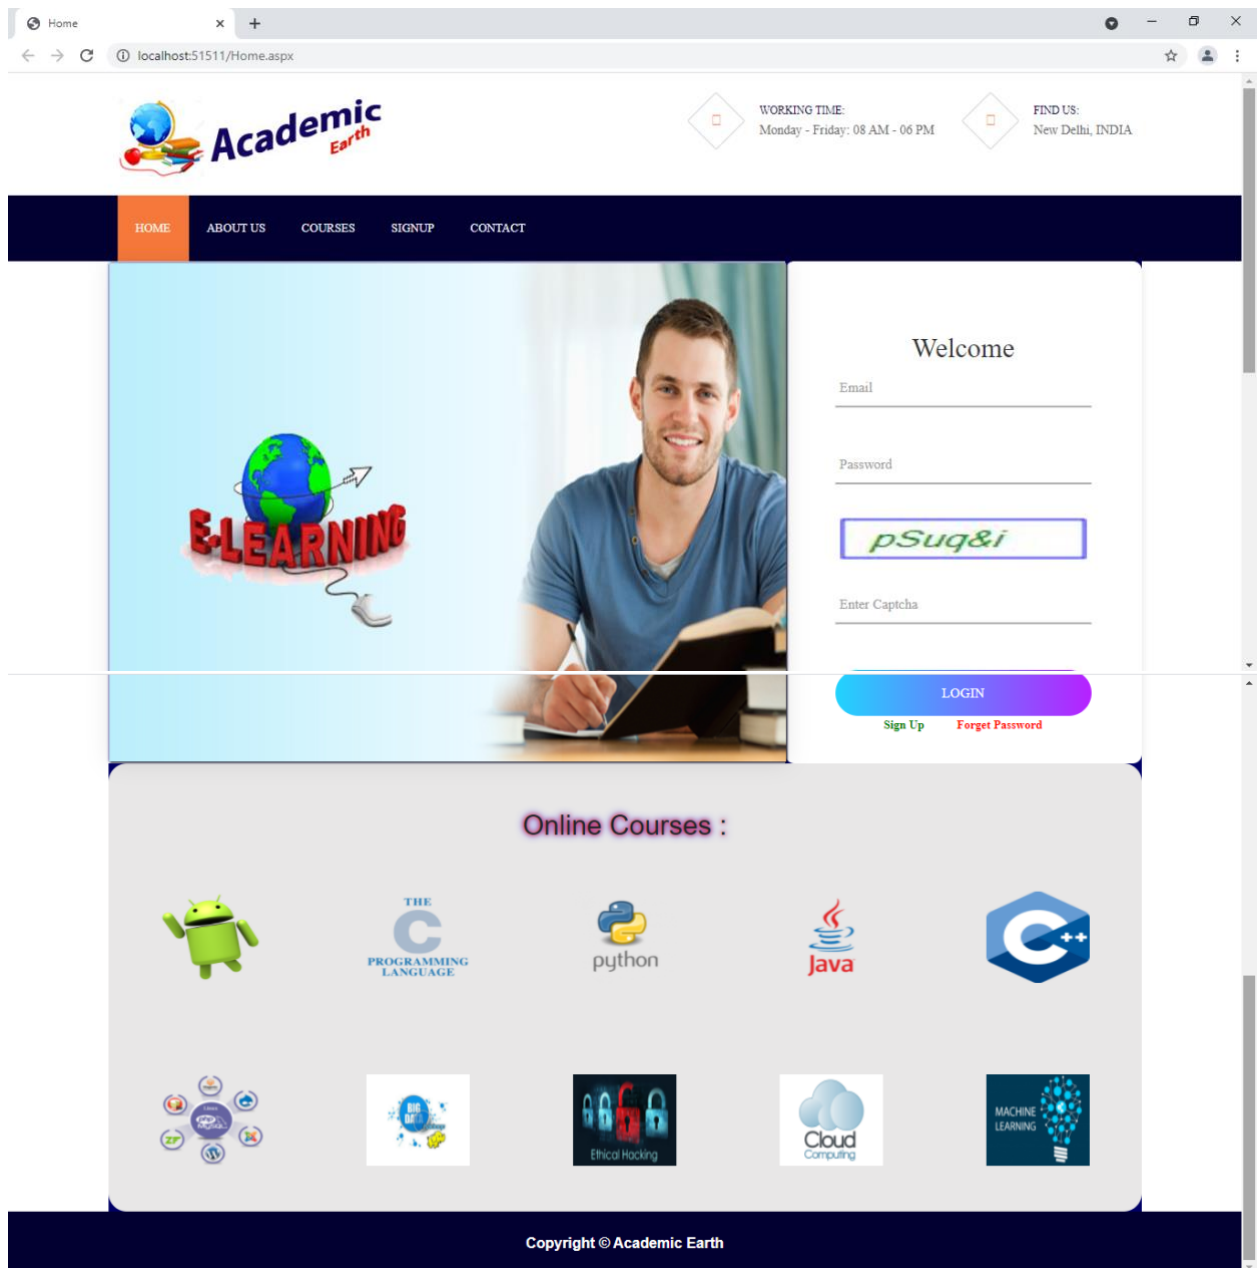 Home
localhost:51511/Home.aspx
Academic
Earth
WORKING TIME:
Monday - Friday: 08 AM - 06 PM
FIND US:
New Delhi, INDIA
HOME ABOUT US COURSES SIGNUP CONTACT
E-LEARNING
Welcome
Email
Password
pSuq&i
Enter Captcha
LOGIN
Sign Up Forget Password
Online Courses :
THE
C
PROGRAMMING
LANGUAGE
python
Java
C++
BIG
DATA
Ethical Hacking
Cloud
Computing
MACHINE
LEARNING
Copyright © Academic Earth